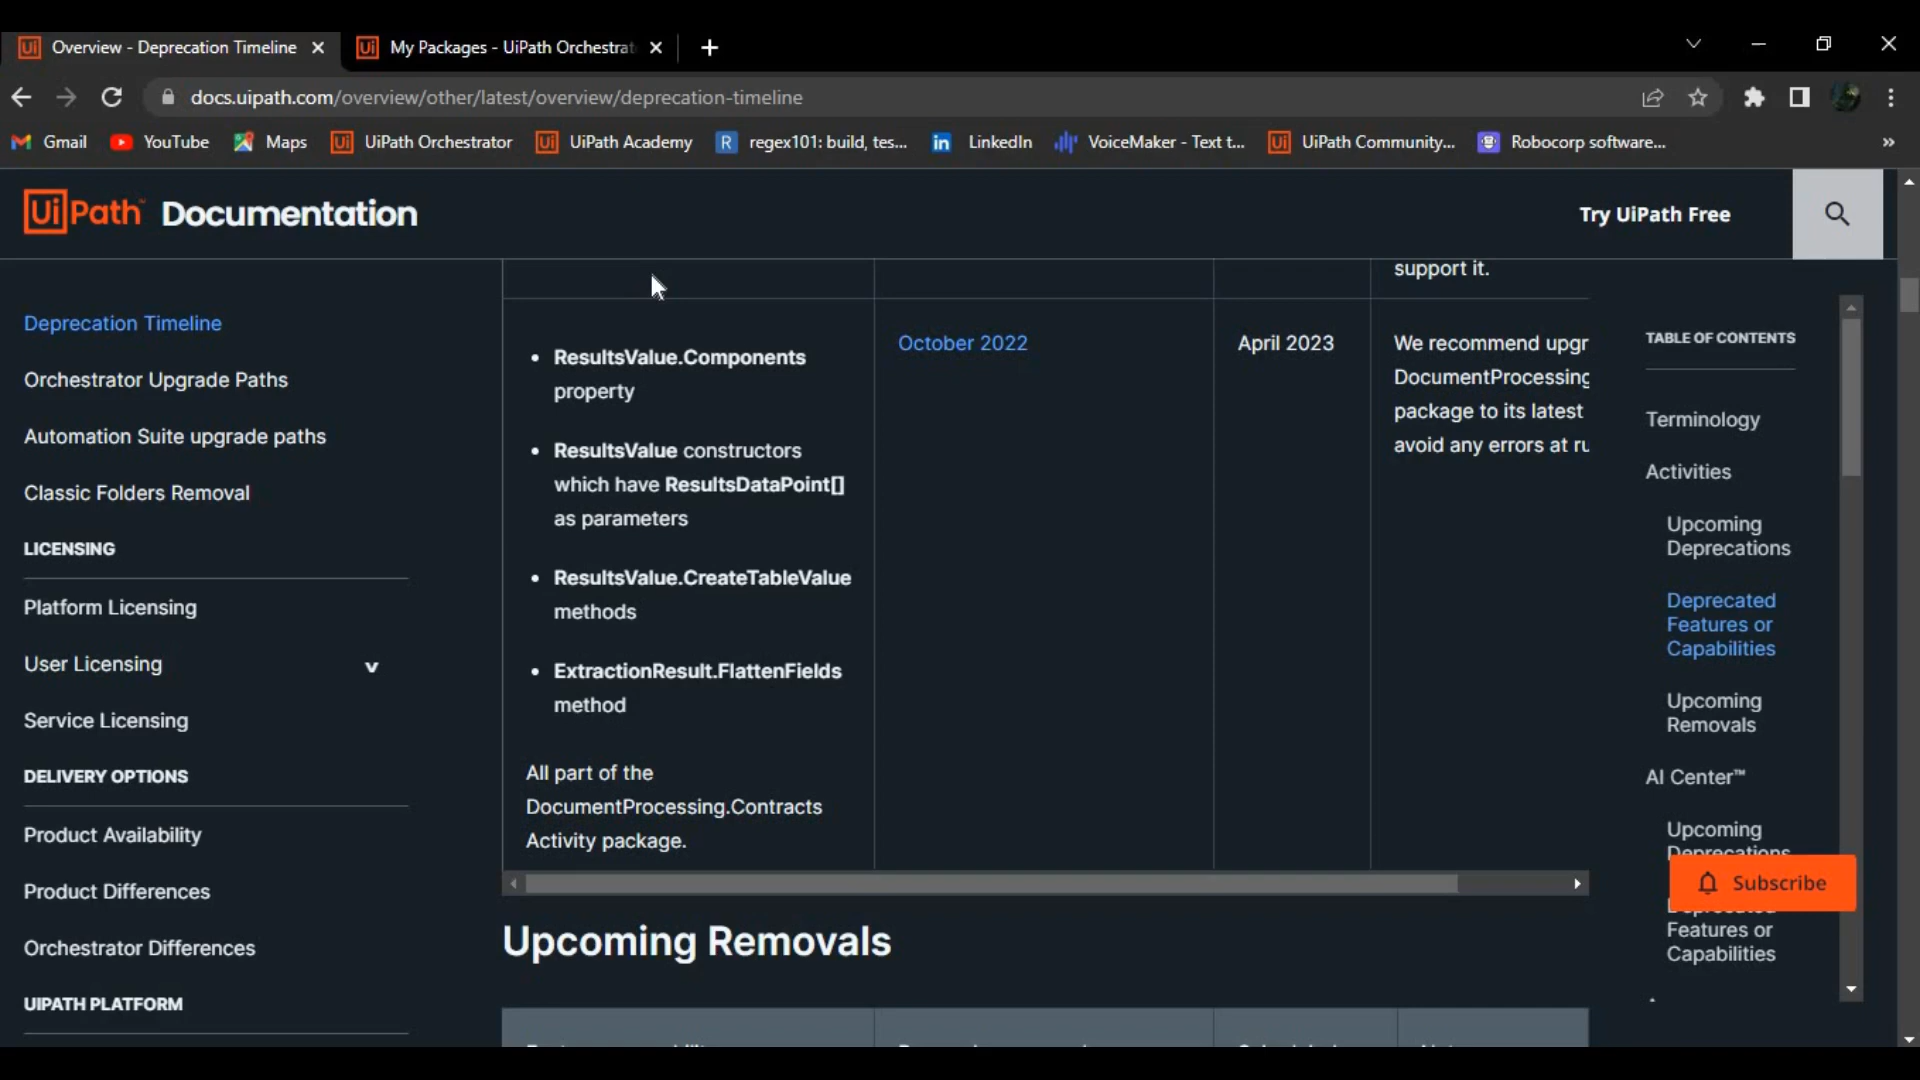 Overview - Deprecation Timeline
My Packages - UiPath Orchestrat
docs.uipath.com/overview/other/latest/overview/deprecation-timeline
Gmail
YouTube
Maps
UiPath Orchestrator
UiPath Academy
regex101: build, tes...
LinkedIn
VoiceMaker - Text t...
UiPath Community...
Robocorp software...
»
UiPath Documentation
Try UiPath Free
Deprecation Timeline
Orchestrator Upgrade Paths
Automation Suite upgrade paths
Classic Folders Removal
LICENSING
Platform Licensing
User Licensing
Service Licensing
DELIVERY OPTIONS
Product Availability
Product Differences
Orchestrator Differences
UIPATH PLATFORM
support it.
• ResultsValue.Components
property
• ResultsValue constructors
which have ResultsDataPoint[]
as parameters
• ResultsValue.CreateTableValue
methods
• ExtractionResult.FlattenFields
method
All part of the
DocumentProcessing.Contracts
Activity package.
October 2022
April 2023
We recommend upgr
DocumentProcessing
package to its latest
avoid any errors at ru
Upcoming Removals
TABLE OF CONTENTS
Terminology
Activities
Upcoming
Deprecations
Deprecated
Features or
Capabilities
Upcoming
Removals
AI Center™
Upcoming
Deprecations
Subscribe
Deprecated
Features or
Capabilities